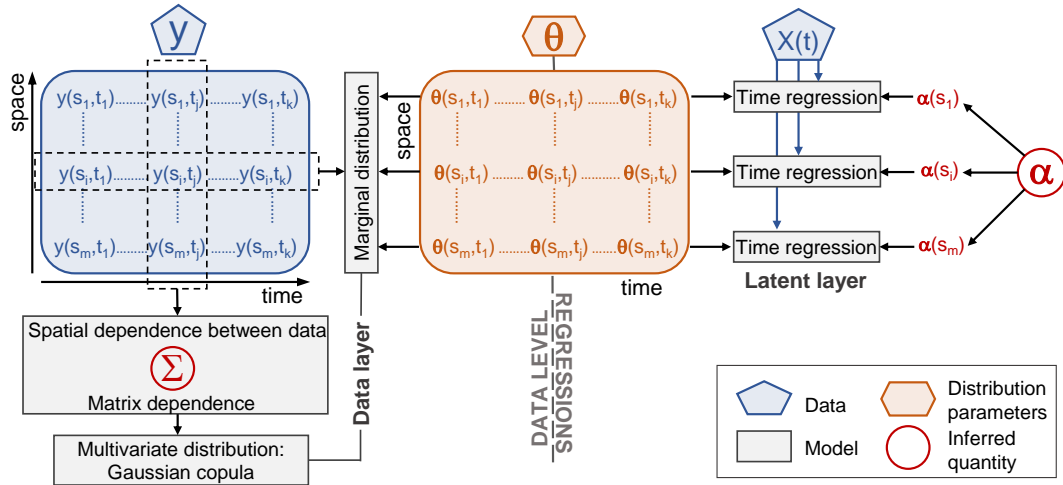 y
θ
X(t)
space
y(s₁,t₁)........y(s₁,tⱼ) ......y(s₁,tₖ)
y(sᵢ,t₁)........y(sᵢ,tⱼ).......y(sᵢ,tₖ)
y(sₘ,t₁)......y(sₘ,tⱼ)......y(sₘ,tₖ)
time
Marginal distribution
space
θ(s₁,t₁) ........θ(s₁,tⱼ) ......θ(s₁,tₖ)
θ(sᵢ,t₁)........θ(sᵢ,tⱼ).......θ(sᵢ,tₖ)
θ(sₘ,t₁) ......θ(sₘ,tⱼ) ......θ(sₘ,tₖ)
time
Time regression
α(s₁)
Time regression
α(sᵢ)
α
Time regression
α(sₘ)
Latent layer
Spatial dependence between data
Σ
Matrix dependence
Multivariate distribution:
Gaussian copula
Data layer
DATA LEVEL
REGRESSIONS
Data
Distribution
parameters
Model
Inferred
quantity